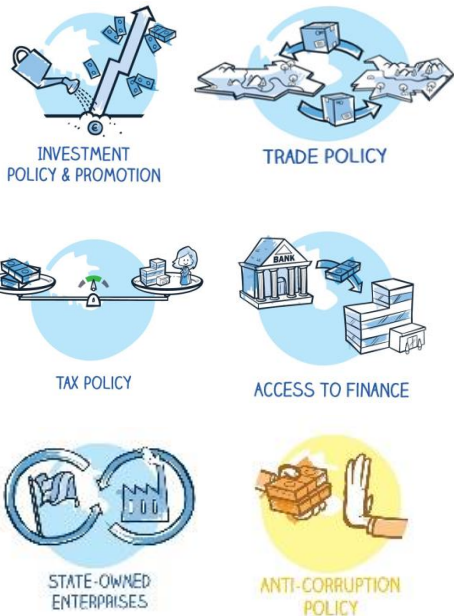 €
INVESTMENT
POLICY & PROMOTION
TRADE POLICY
TAX POLICY
BANK
ACCESS TO FINANCE
STATE-OWNED
ENTERPRISES
ANTI-CORRUPTION
POLICY